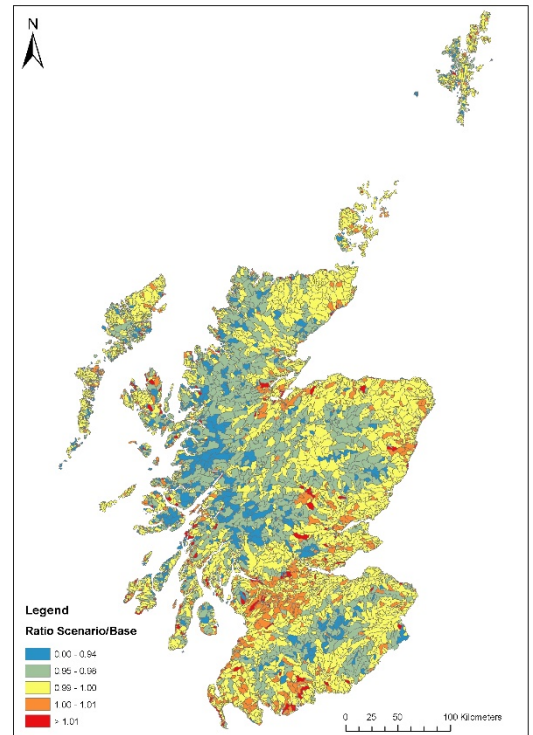 N
Legend
Ratio Scenario/Base
0.00 - 0.94
0.95 - 0.98
0.99 - 1.00
1.00 - 1.01
> 1.01
0 25 50 100 Kilometers